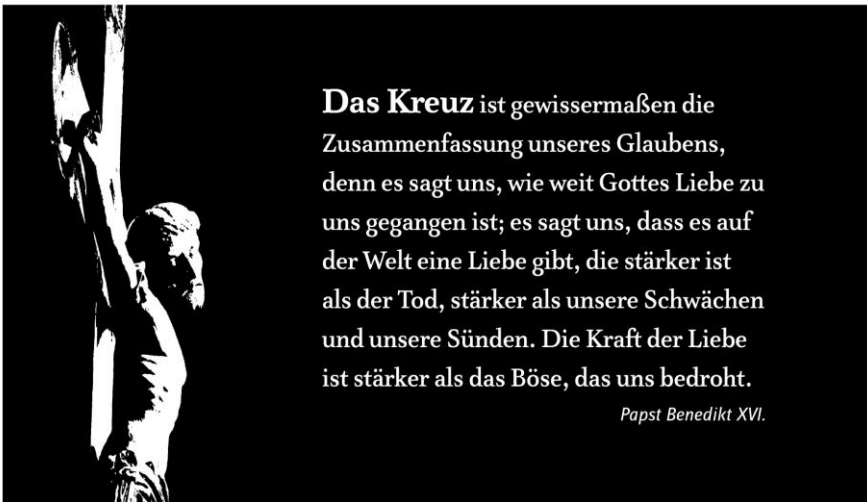 Das Kreuz ist gewissermaßen die
Zusammenfassung unseres Glaubens,
denn es sagt uns, wie weit Gottes Liebe zu
uns gegangen ist; es sagt uns, dass es auf
der Welt eine Liebe gibt, die stärker ist
als der Tod, stärker als unsere Schwächen
und unsere Sünden. Die Kraft der Liebe
ist stärker als das Böse, das uns bedroht.
Papst Benedikt XVI.